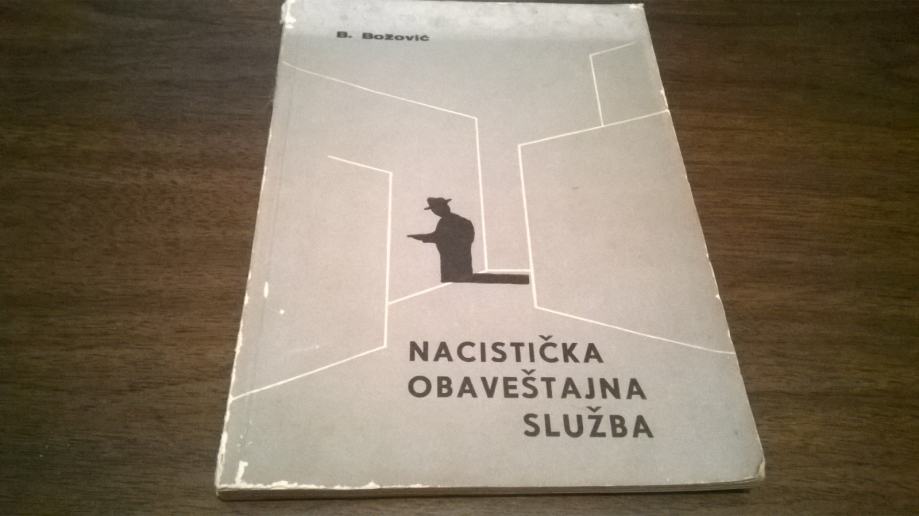 B. Božović
NACISTIČKA
OBAVEŠTAJNA
SLUŽBA